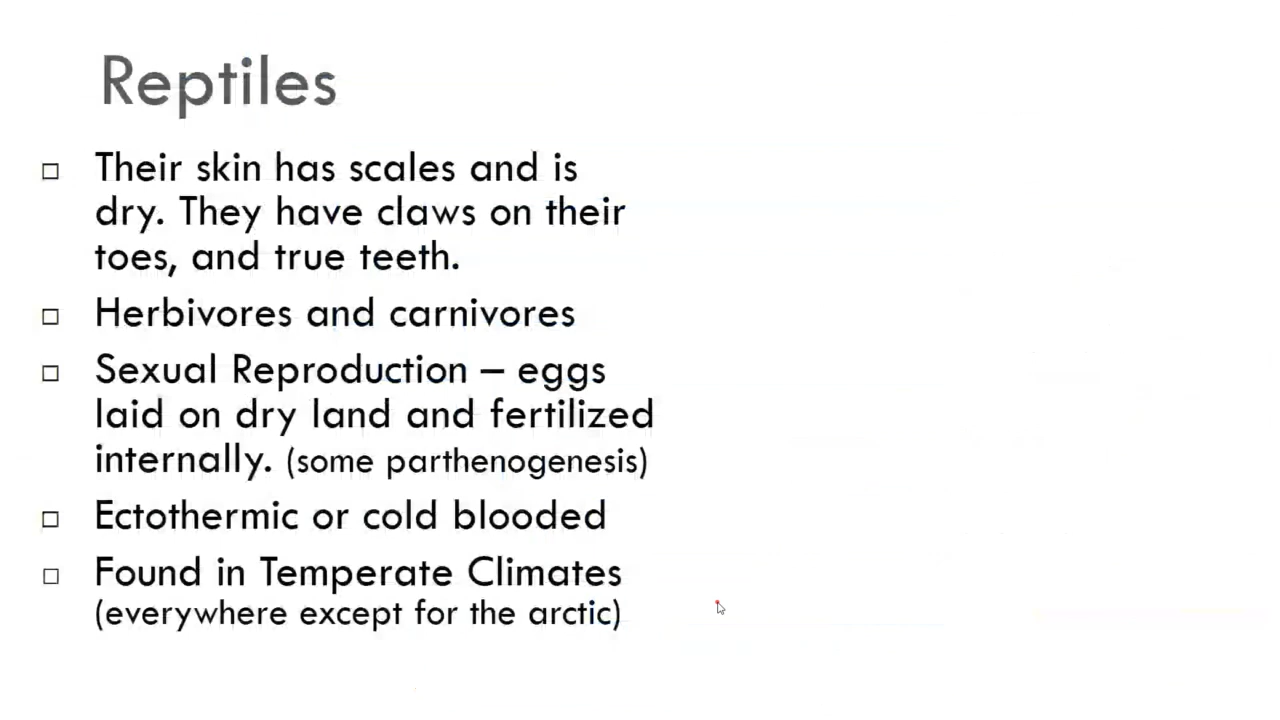 Reptiles
Their skin has scales and is
dry. They have claws on their
toes, and true teeth.
Herbivores and carnivores
Sexual Reproduction – eggs
laid on dry land and fertilized
internally. (some parthenogenesis)
Ectothermic or cold blooded
Found in Temperate Climates
(everywhere except for the arctic)